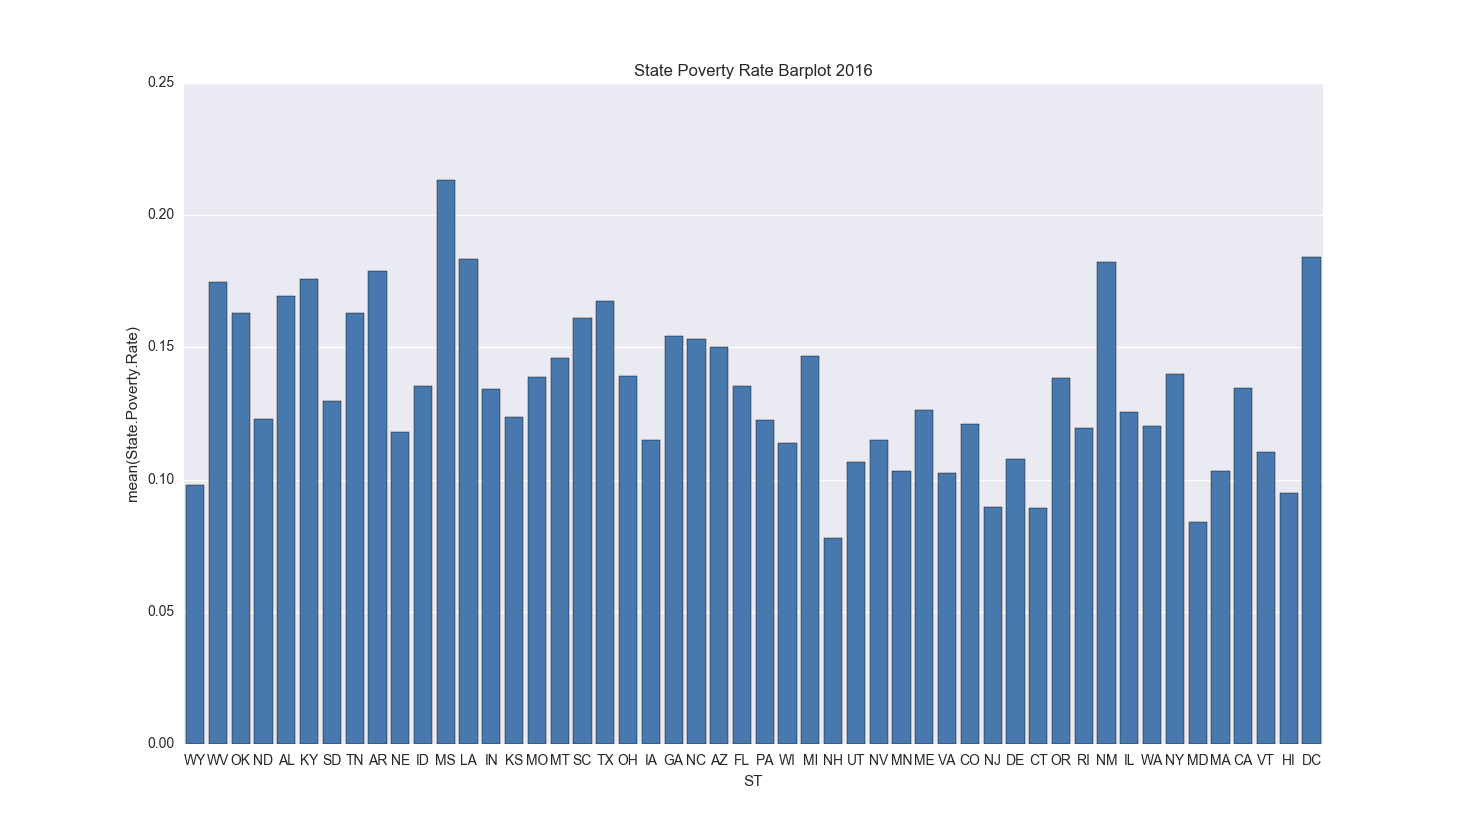 State Poverty Rate Barplot 2016
0.25
0.20
0.15
0.10
0.05
0.00
mean(State.Poverty.Rate)
WY WV OK ND AL KY SD TN AR NE ID MS LA IN KS MO MT SC TX OH IA GA NC AZ FL PA WI MI NH UT NV MN ME VA CO NJ DE CT OR RI NM IL WA NY MD MA CA VT HI DC
ST